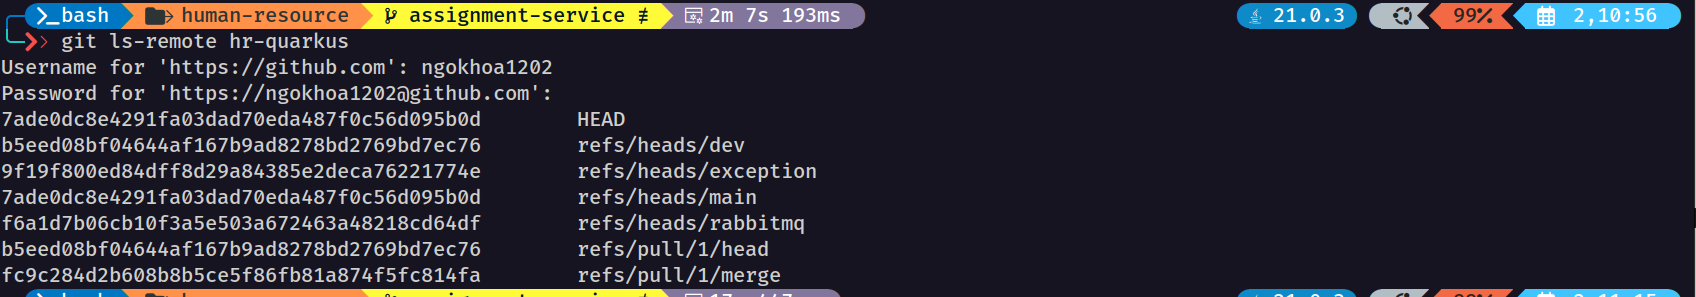 >_bash human-resource assignment-service ≢ 2m 7s 193ms 21.0.3 99% 2,10:56
git ls-remote hr-quarkus
Username for 'https://github.com': ngokhoa1202
Password for 'https://ngokhoa1202@github.com':
7ade0dc8e4291fa03dad70eda487f0c56d095b0d HEAD
b5eed08bf04644af167b9ad8278bd2769bd7ec76 refs/heads/dev
9f19f800ed84dff8d29a84385e2deca76221774e refs/heads/exception
7ade0dc8e4291fa03dad70eda487f0c56d095b0d refs/heads/main
f6a1d7b06cb10f3a5e503a672463a48218cd64df refs/heads/rabbitmq
b5eed08bf04644af167b9ad8278bd2769bd7ec76 refs/pull/1/head
fc9c284d2b608b8b5ce5f86fb81a874f5fc814fa refs/pull/1/merge